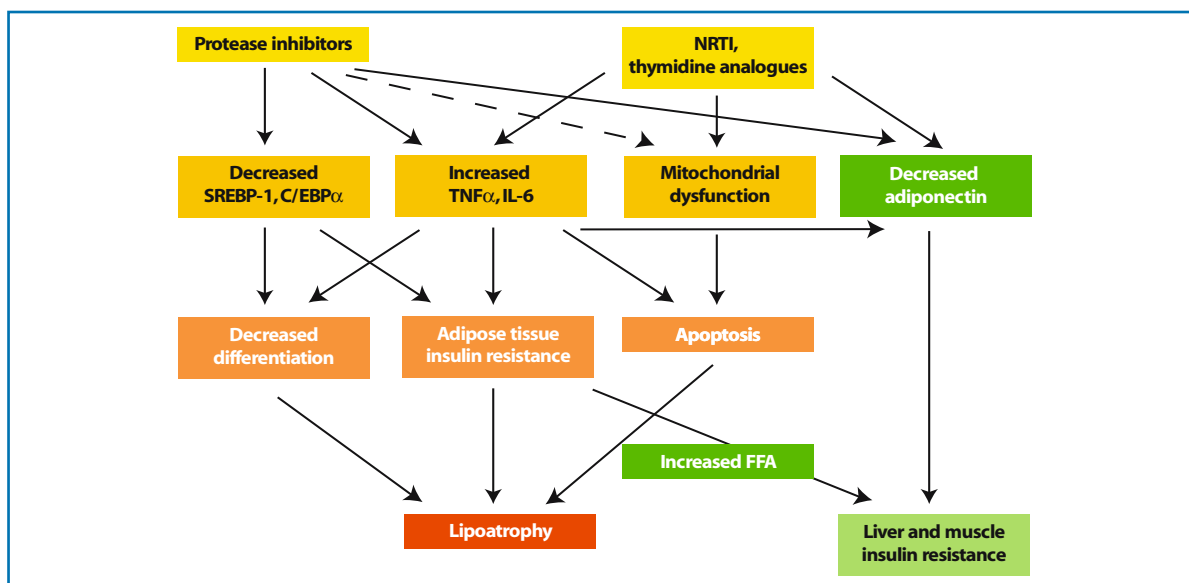 Protease inhibitors
NRTI,
thymidine analogues
Decreased
SREBP-1, C/EBPα
Increased
TNFα, IL-6
Mitochondrial
dysfunction
Decreased
adiponectin
Decreased
differentiation
Adipose tissue
insulin resistance
Apoptosis
Increased FFA
Lipoatrophy
Liver and muscle
insulin resistance